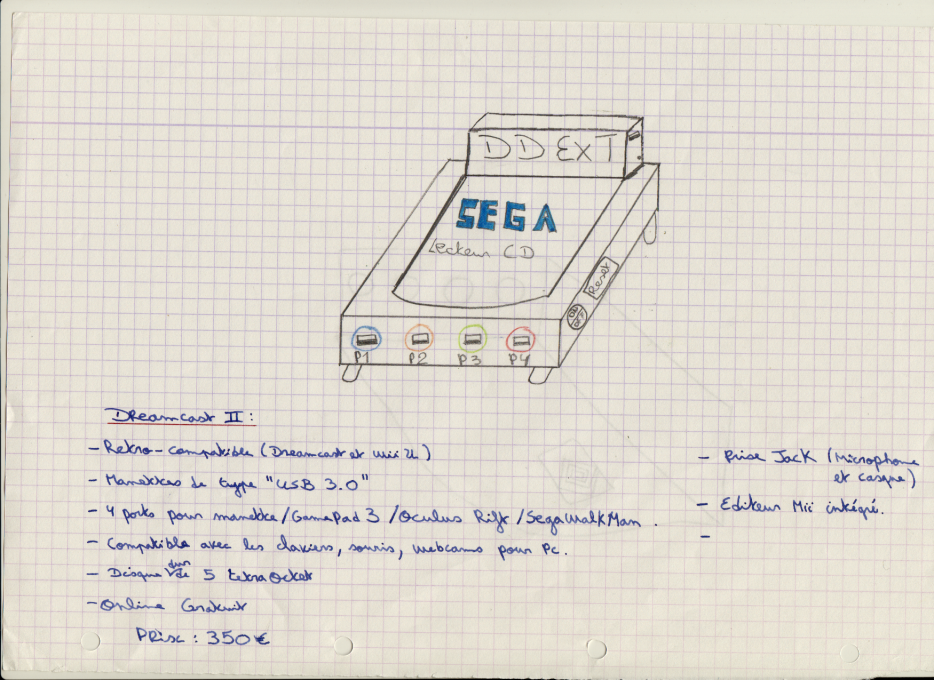 DD EXT
SEGA
Lecteur CD
Reset
ON
OFF
P1 P2 P3 P4
Dreamcast II :
- Retro-compatible (Dreamcast et Wii U)
- Manettes de type "USB 3.0"
- 4 ports pour manette/GamePad 3/Oculus Rift/SegaWalkMan.
- Compatible avec les claviers, souris, webcams pour Pc.
- Disque dur de 5 tetraOctet
- Online Gratuit
Prix : 350 €
- Prise Jack (Microphone
et casque)
- Editeur Mii intégré.
-